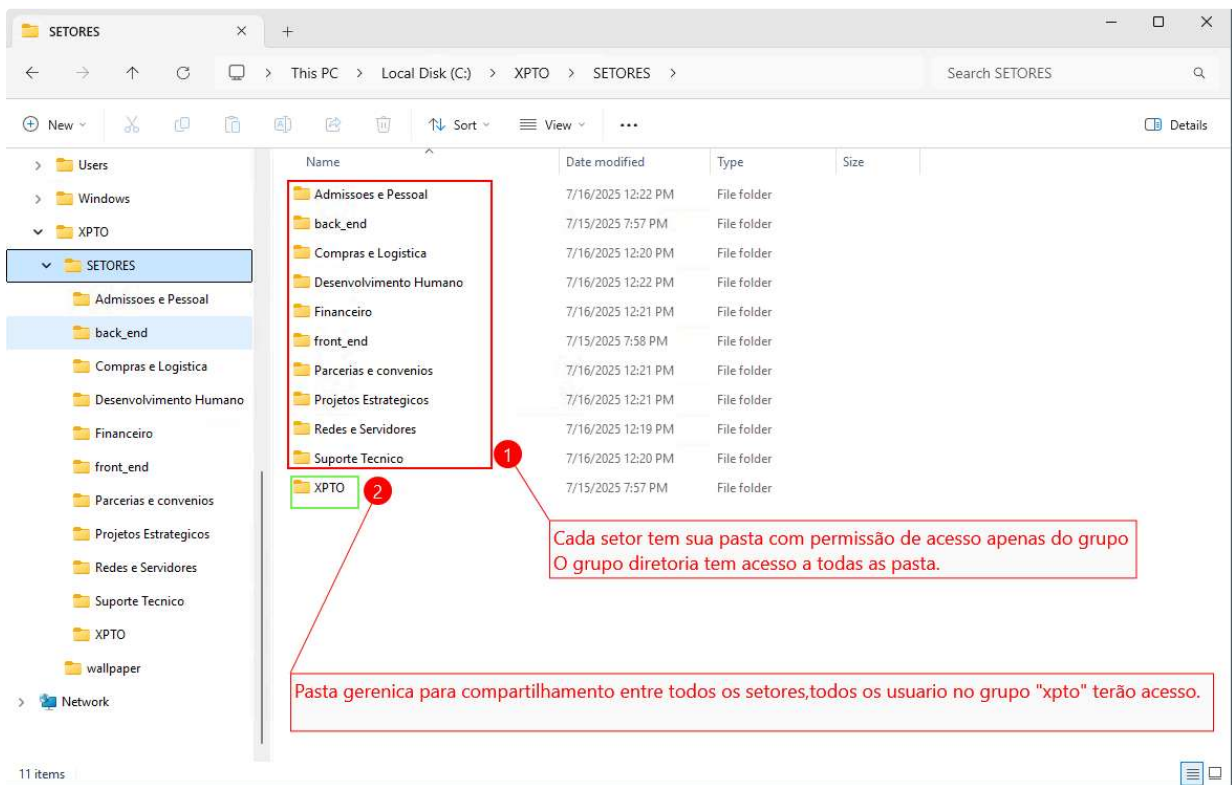 SETORES
This PC > Local Disk (C:) > XPTO > SETORES >
Search SETORES
New
Sort
View
Details
Users
Windows
XPTO
SETORES
Admissoes e Pessoal
back_end
Compras e Logistica
Desenvolvimento Humano
Financeiro
front_end
Parcerias e convenios
Projetos Estrategicos
Redes e Servidores
Suporte Tecnico
XPTO
wallpaper
Network
Name Date modified Type Size
Admissoes e Pessoal 7/16/2025 12:22 PM File folder
back_end 7/15/2025 7:57 PM File folder
Compras e Logistica 7/16/2025 12:20 PM File folder
Desenvolvimento Humano 7/16/2025 12:22 PM File folder
Financeiro 7/16/2025 12:21 PM File folder
front_end 7/15/2025 7:58 PM File folder
Parcerias e convenios 7/16/2025 12:21 PM File folder
Projetos Estrategicos 7/16/2025 12:21 PM File folder
Redes e Servidores 7/16/2025 12:19 PM File folder
Suporte Tecnico 7/16/2025 12:20 PM File folder
XPTO 7/15/2025 7:57 PM File folder
1
2
Cada setor tem sua pasta com permissão de acesso apenas do grupo
O grupo diretoria tem acesso a todas as pasta.
Pasta gerenica para compartilhamento entre todos os setores,todos os usuario no grupo "xpto" terão acesso.
11 items